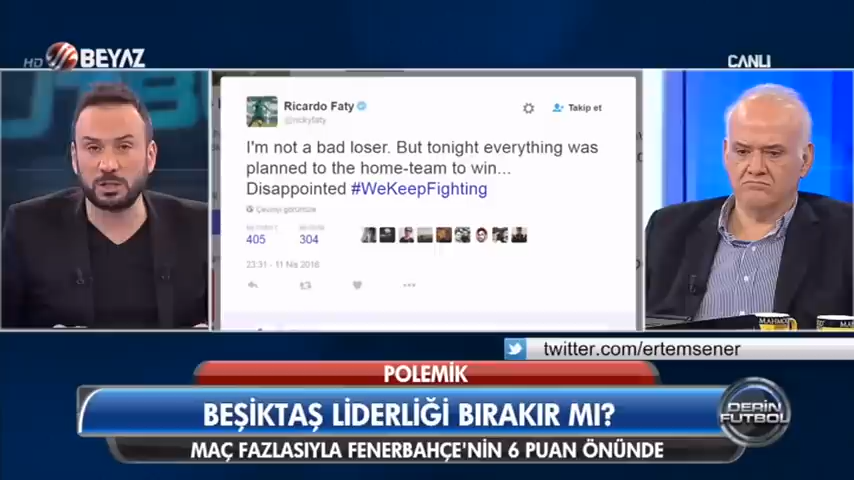 HD BEYAZ
CANLI
Ricardo Faty
@rickyfaty
Takip et
I'm not a bad loser. But tonight everything was
planned to the home-team to win...
Disappointed #WeKeepFighting
Çeviriyi görüntüle
405
304
23:31 - 11 Nis 2016
twitter.com/ertemsener
POLEMİK
BEŞİKTAŞ LİDERLİĞİ BIRAKIR MI?
DERİN
FUTBOL
MAÇ FAZLASIYLA FENERBAHÇE'NİN 6 PUAN ÖNÜNDE